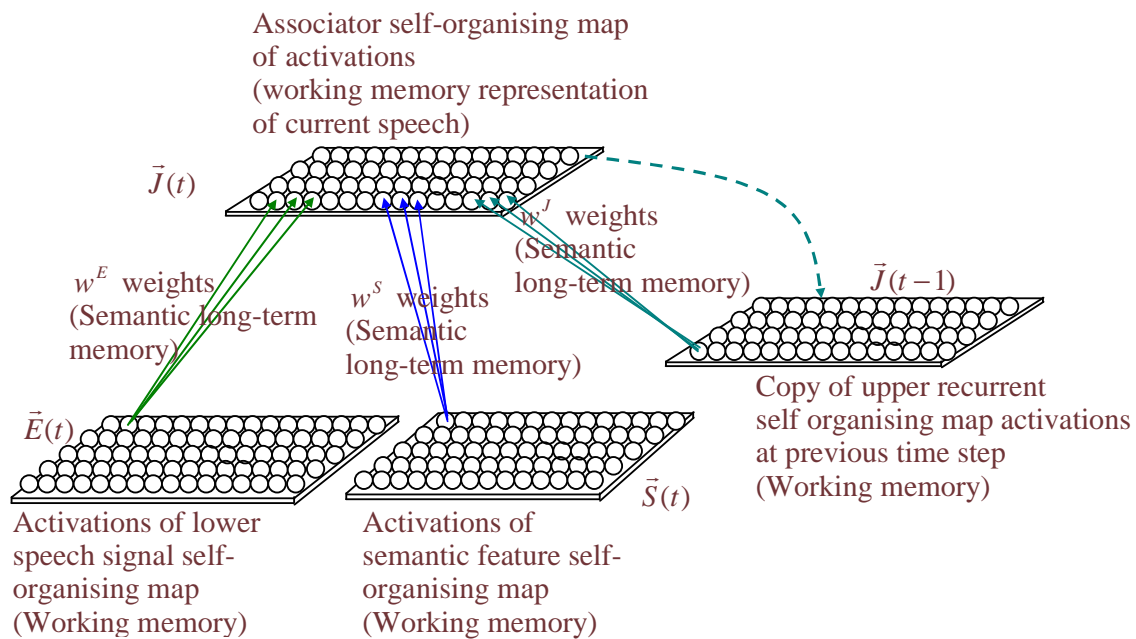 Associator self-organising map
of activations
(working memory representation
of current speech)
J⃗(t)
w^J weights
(Semantic
long-term memory)
J⃗(t − 1)
w^E weights
(Semantic long-term
memory)
w^S weights
(Semantic
long-term memory)
Copy of upper recurrent
self organising map activations
at previous time step
(Working memory)
E⃗(t)
S⃗(t)
Activations of lower
speech signal self-
organising map
(Working memory)
Activations of
semantic feature self-
organising map
(Working memory)